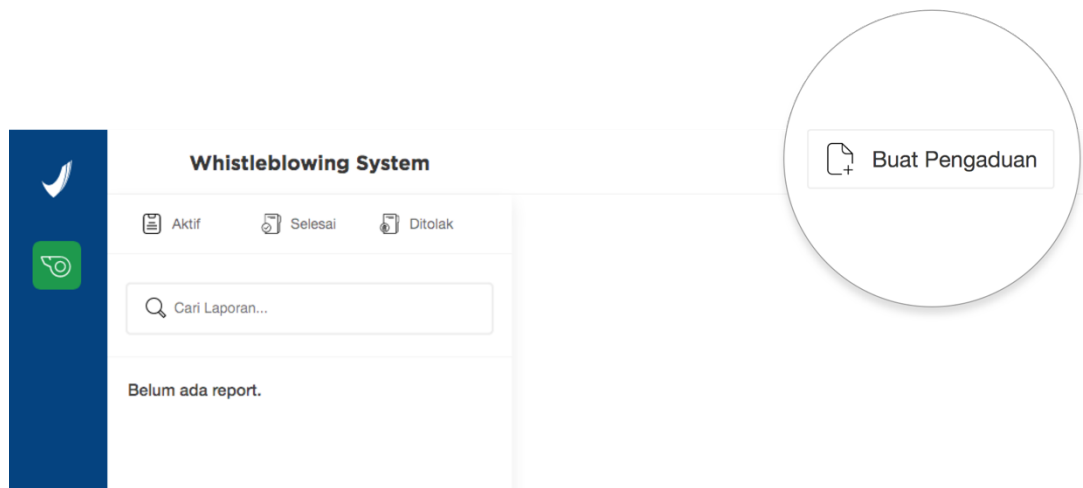 Whistleblowing System
Buat Pengaduan
Aktif Selesai Ditolak
Cari Laporan...
Belum ada report.